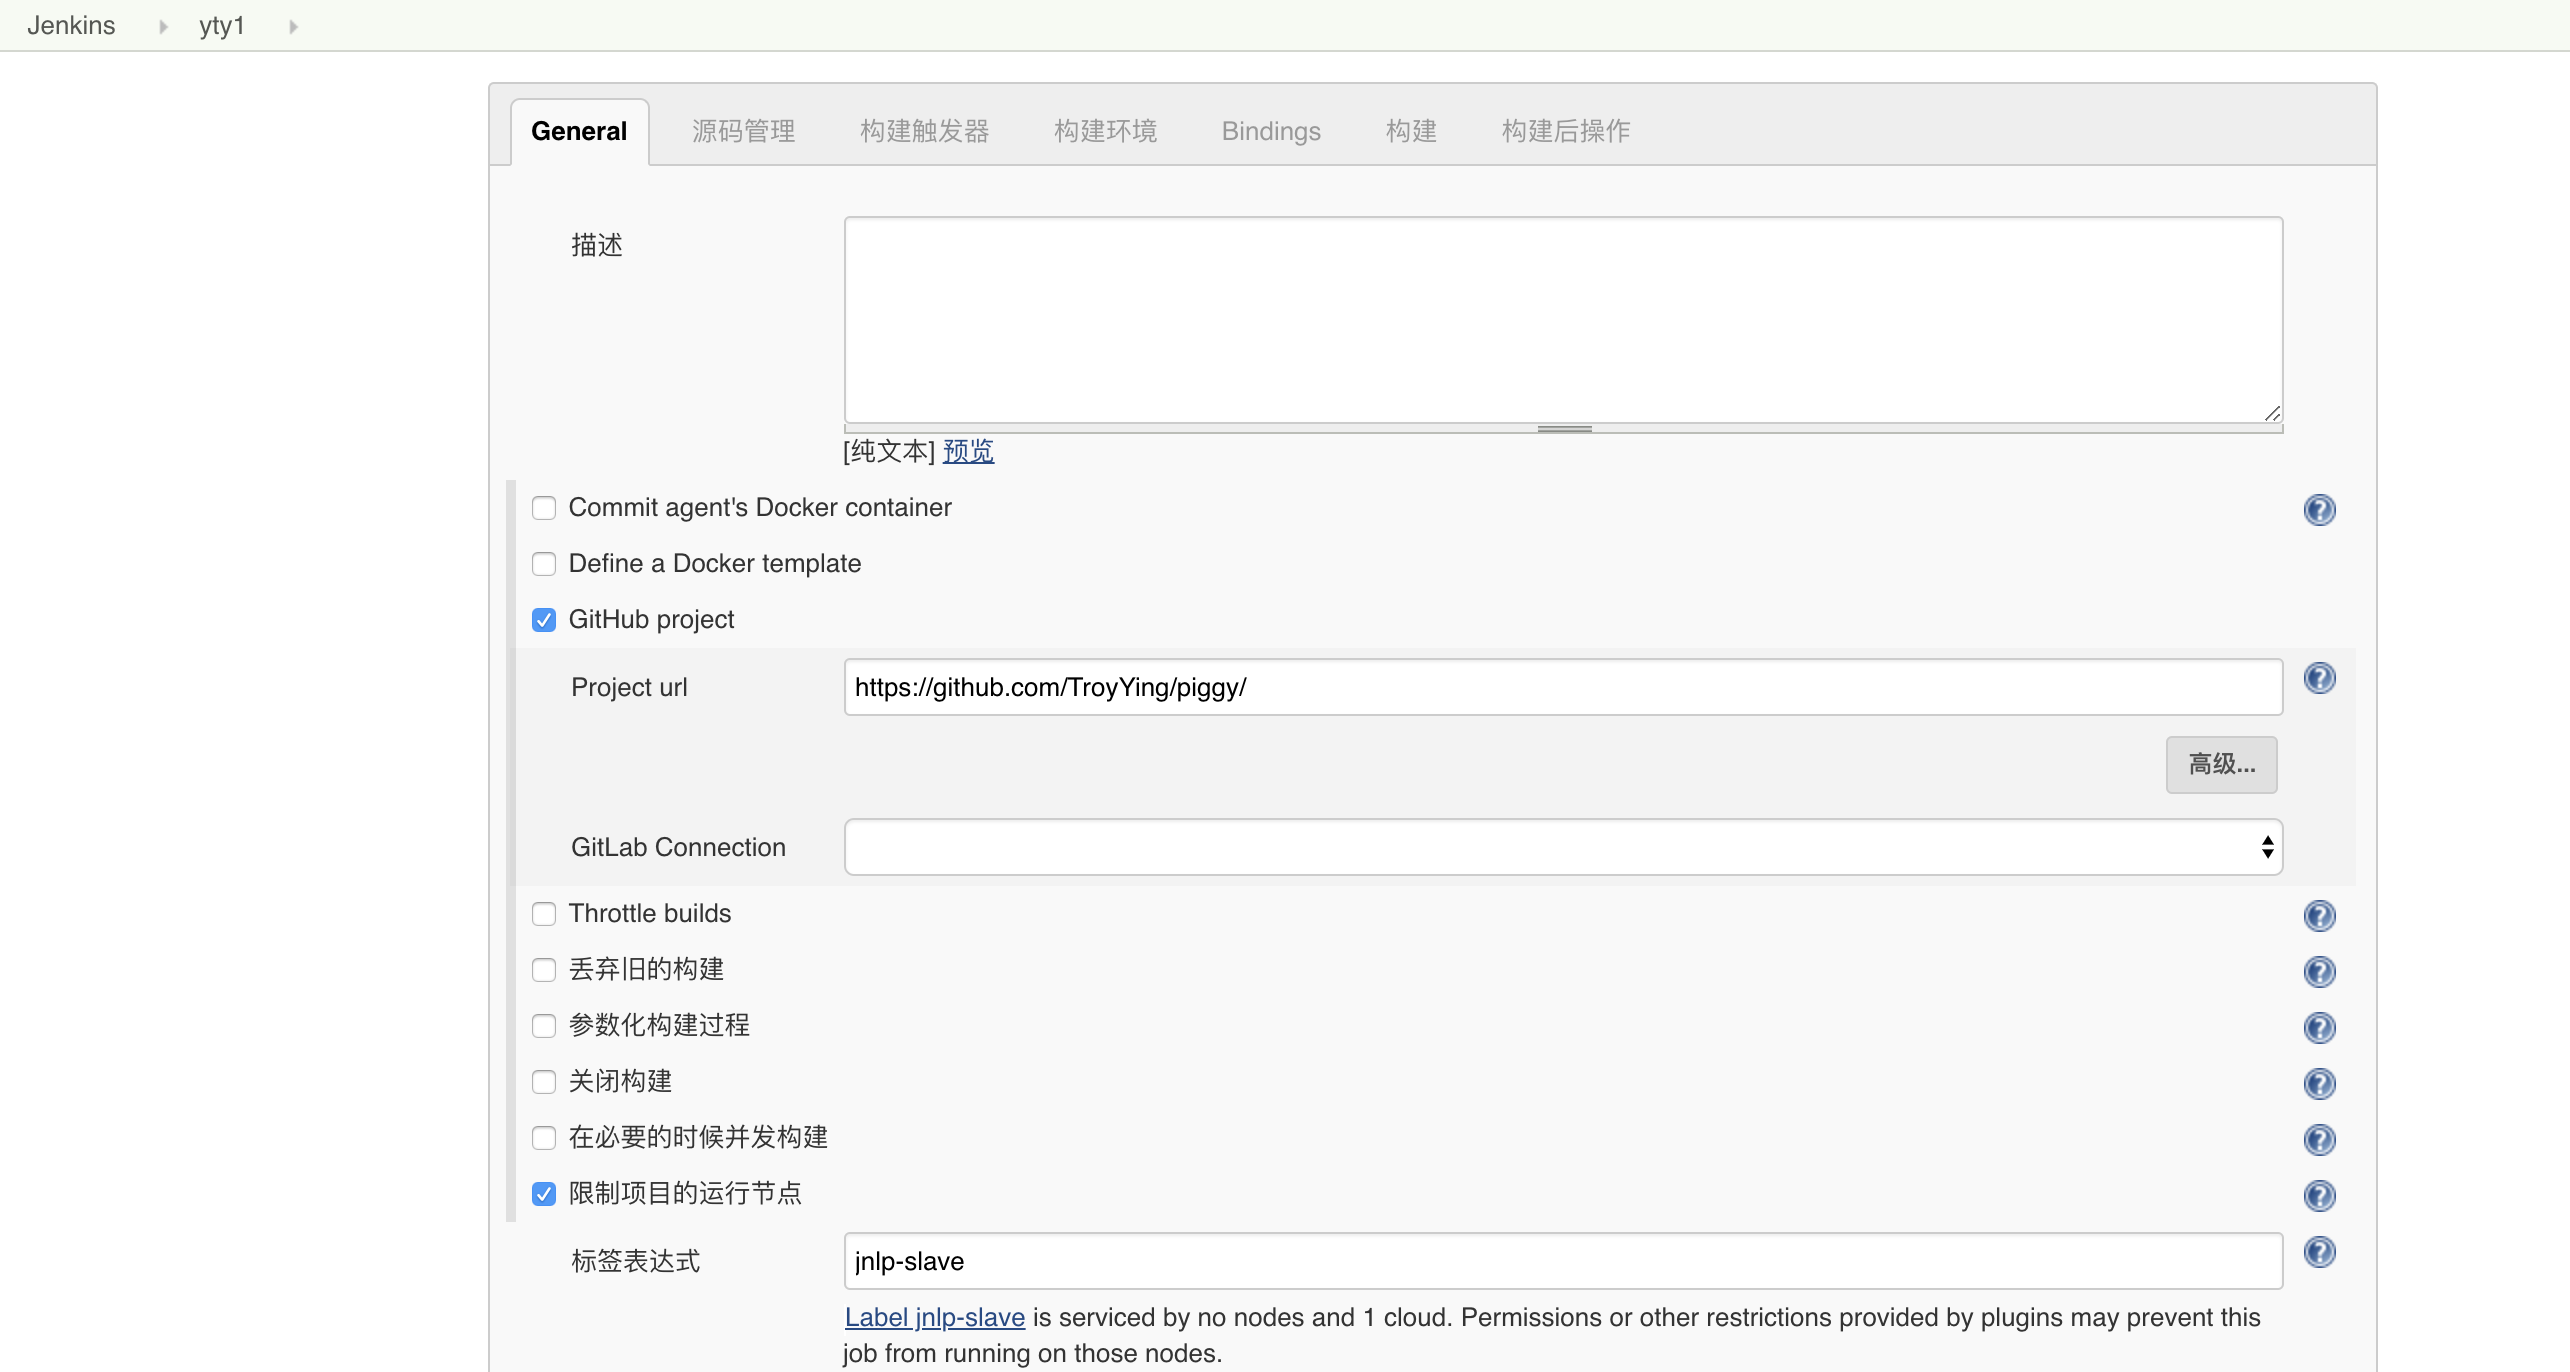 Jenkins yty1
General 源码管理 构建触发器 构建环境 Bindings 构建 构建后操作
描述
[纯文本] 预览
Commit agent's Docker container
Define a Docker template
GitHub project
Project url https://github.com/TroyYing/piggy/
高级...
GitLab Connection
Throttle builds
丢弃旧的构建
参数化构建过程
关闭构建
在必要的时候并发构建
限制项目的运行节点
标签表达式 jnlp-slave
Label jnlp-slave is serviced by no nodes and 1 cloud. Permissions or other restrictions provided by plugins may prevent this
job from running on those nodes.